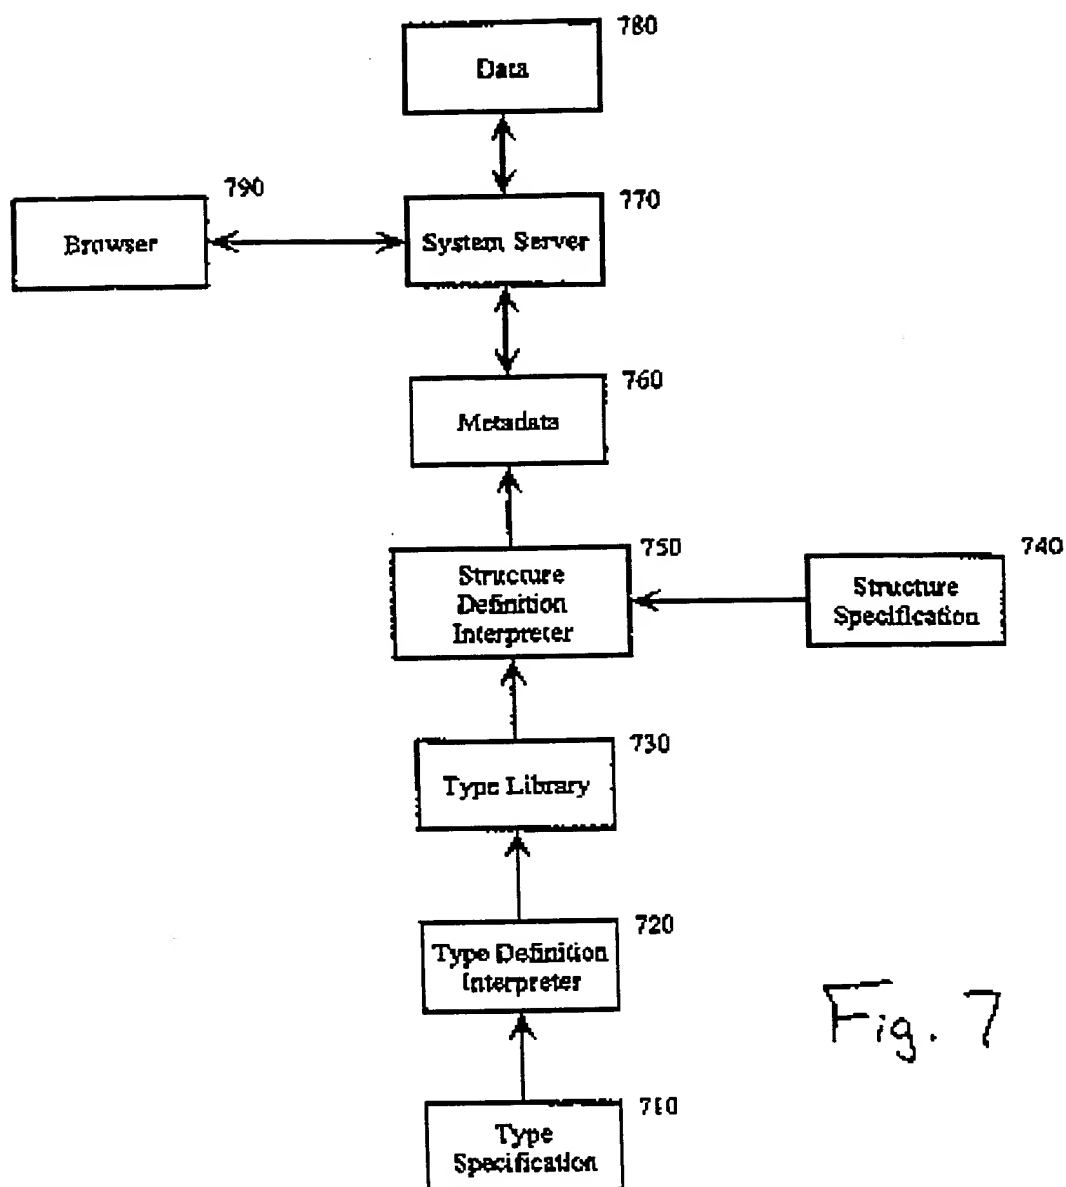 780
Data
790
770
Browser
System Server
760
Metadata
750
740
Structure
Definition
Interpreter
Structure
Specification
730
Type Library
720
Type Definition
Interpreter
Fig. 7
710
Type
Specification